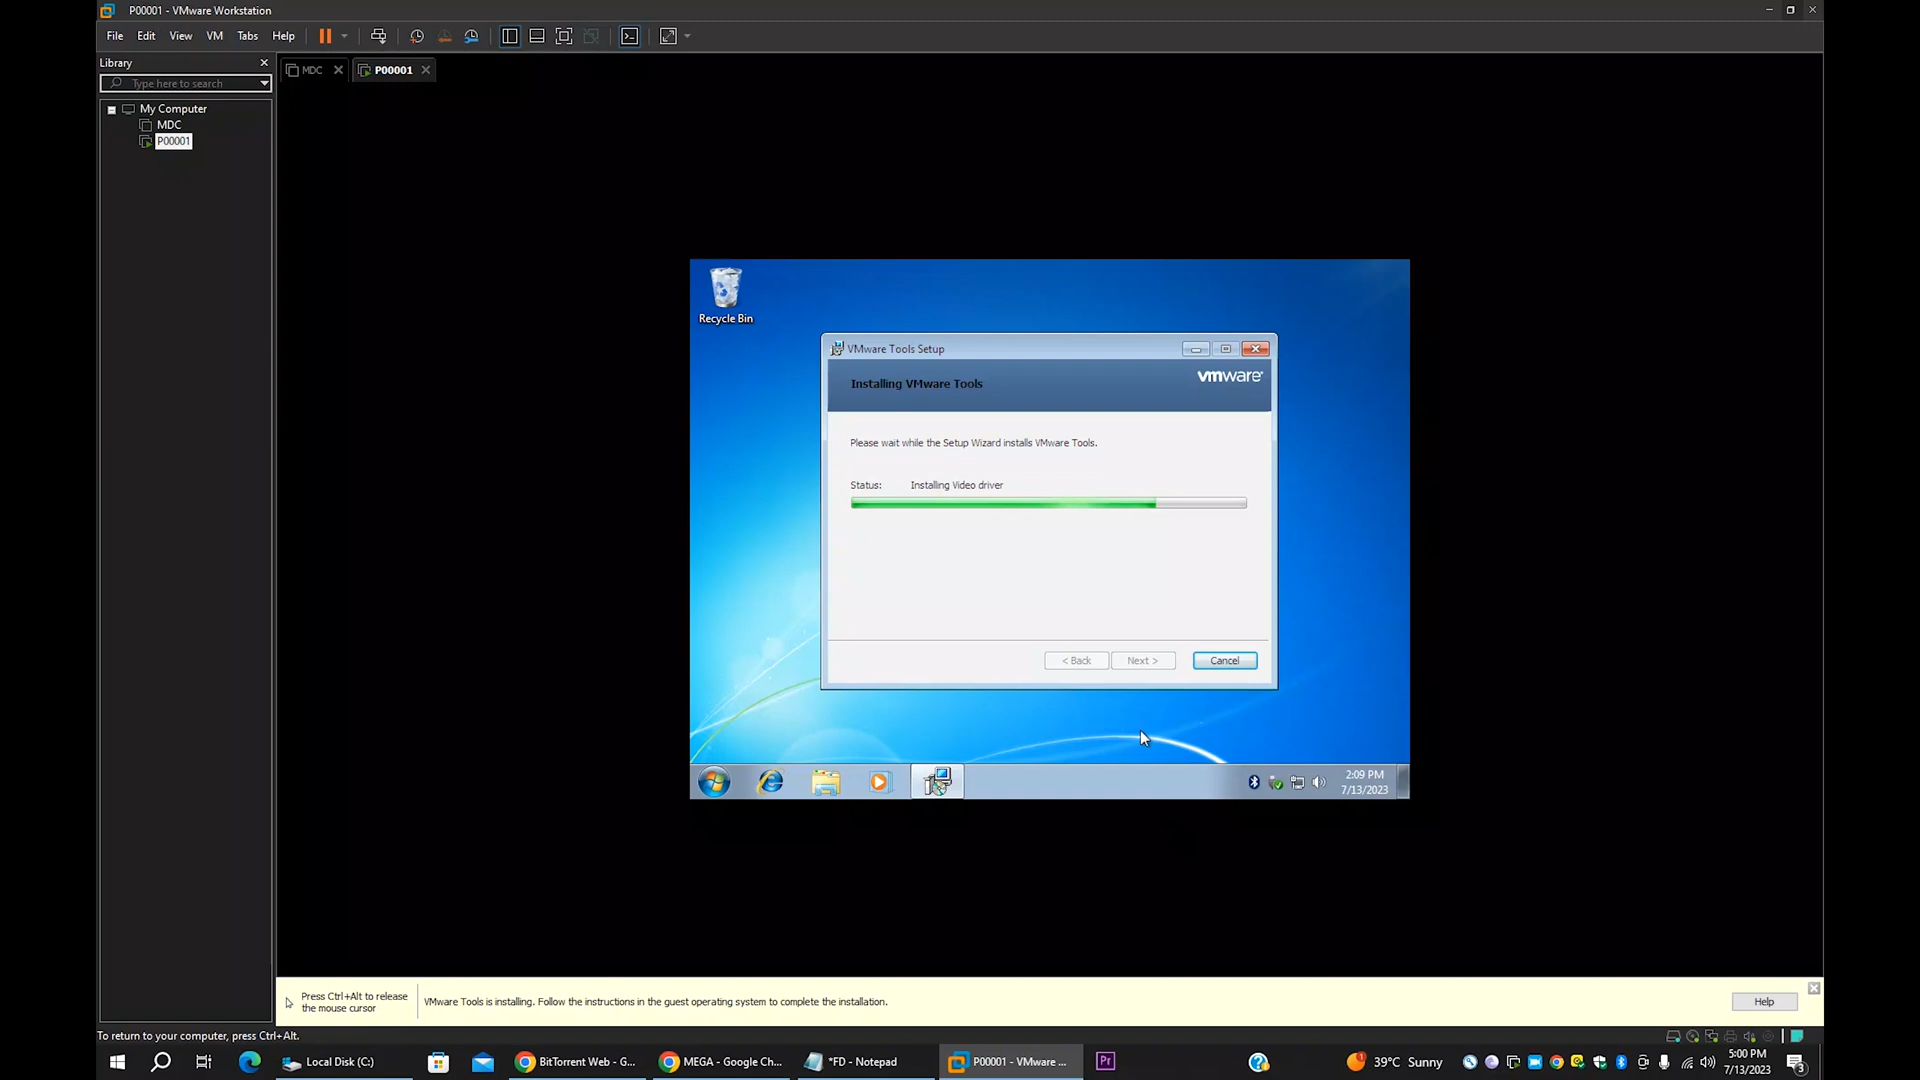 P00001 - VMware Workstation
File Edit View VM Tabs Help
Library
Type here to search
MDC
P00001
My Computer
MDC
P00001
Recycle Bin
VMware Tools Setup
Installing VMware Tools
vmware
Please wait while the Setup Wizard installs VMware Tools.
Status: Installing Video driver
< Back Next > Cancel
2:09 PM
7/13/2023
Press Ctrl+Alt to release
the mouse cursor
VMware Tools is installing. Follow the instructions in the guest operating system to complete the installation.
Help
To return to your computer, press Ctrl+Alt.
Local Disk (C:)
BitTorrent Web - G...
MEGA - Google Ch...
*FD - Notepad
P00001 - VMware ...
Pr
1
39°C Sunny
5:00 PM
7/13/2023
3